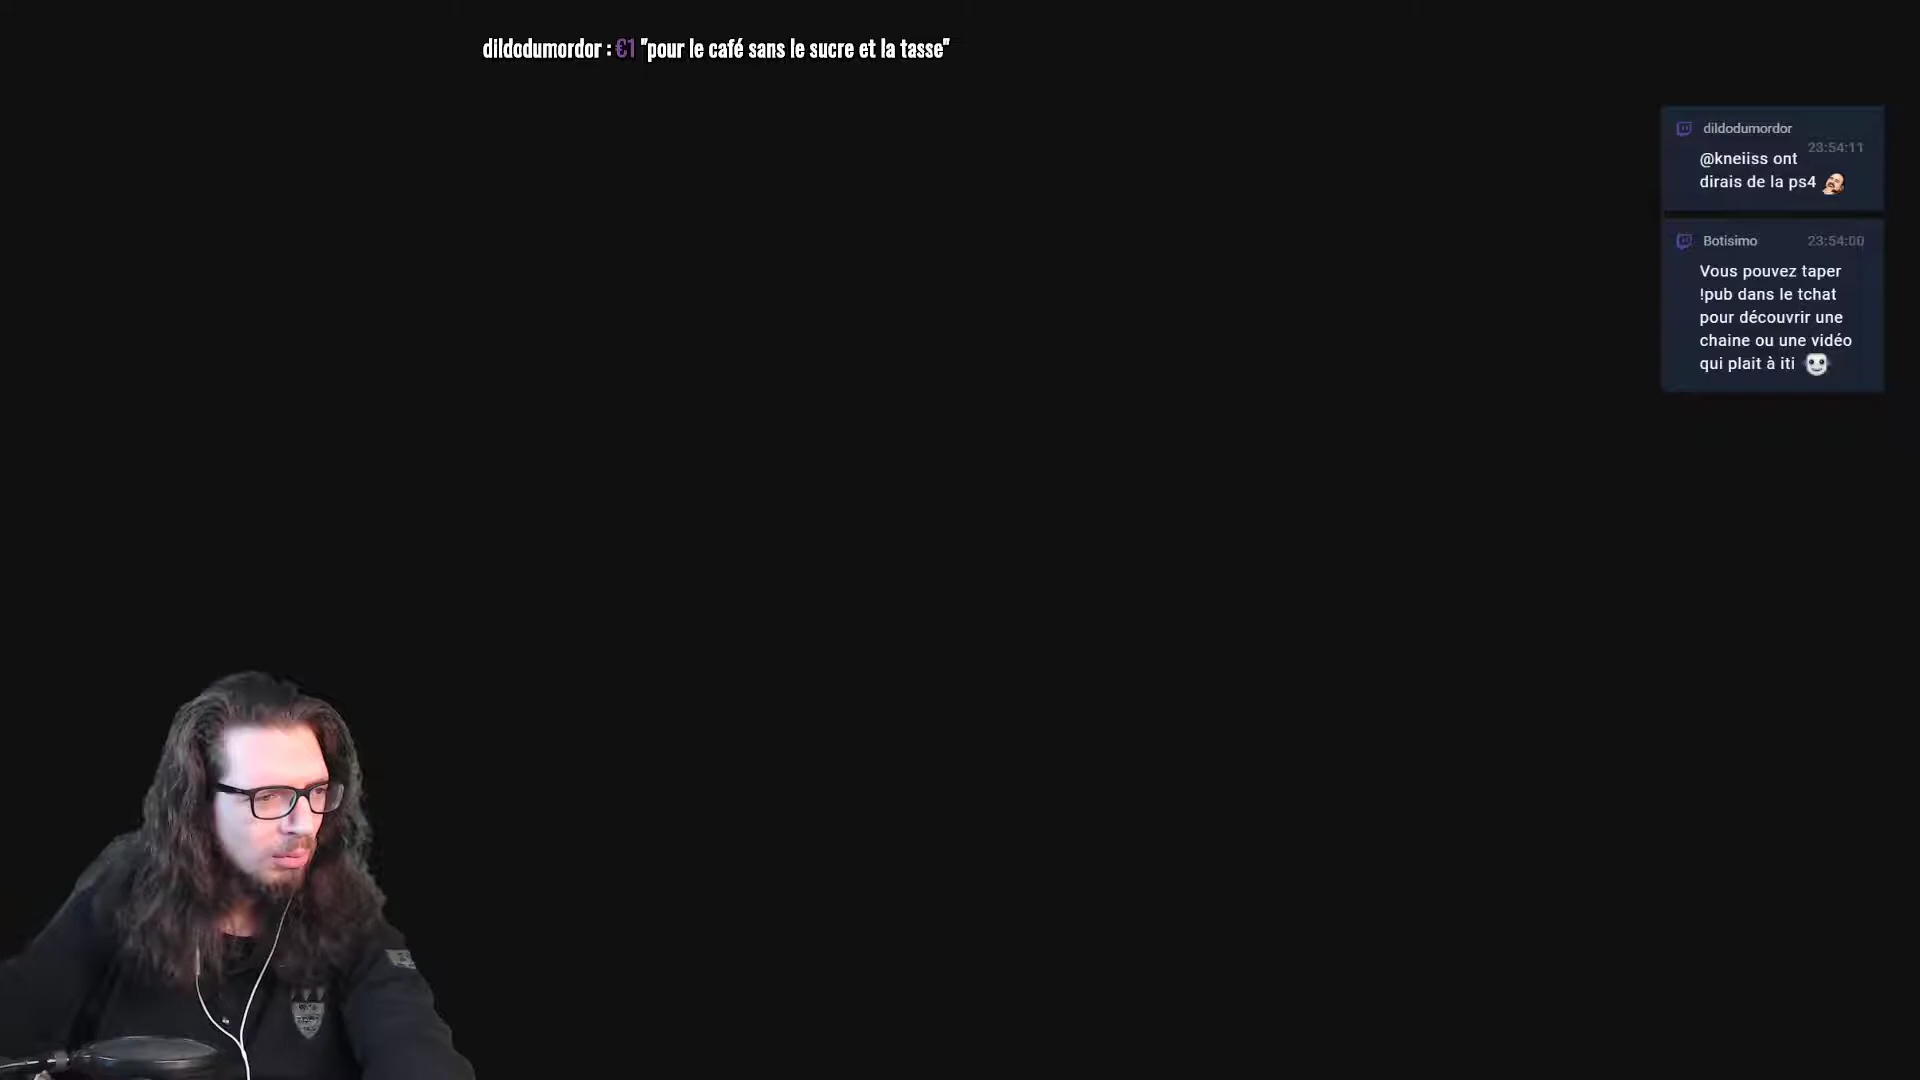 dildodumordor : €1 "pour le café sans le sucre et la tasse"
dildodumordor
23:54:11
@kneiiss ont
dirais de la ps4
Botisimo 23:54:00
Vous pouvez taper
!pub dans le tchat
pour découvrir une
chaine ou une vidéo
qui plait à iti